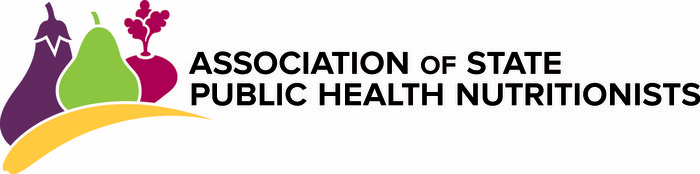 ASSOCIATION OF STATE
PUBLIC HEALTH NUTRITIONISTS